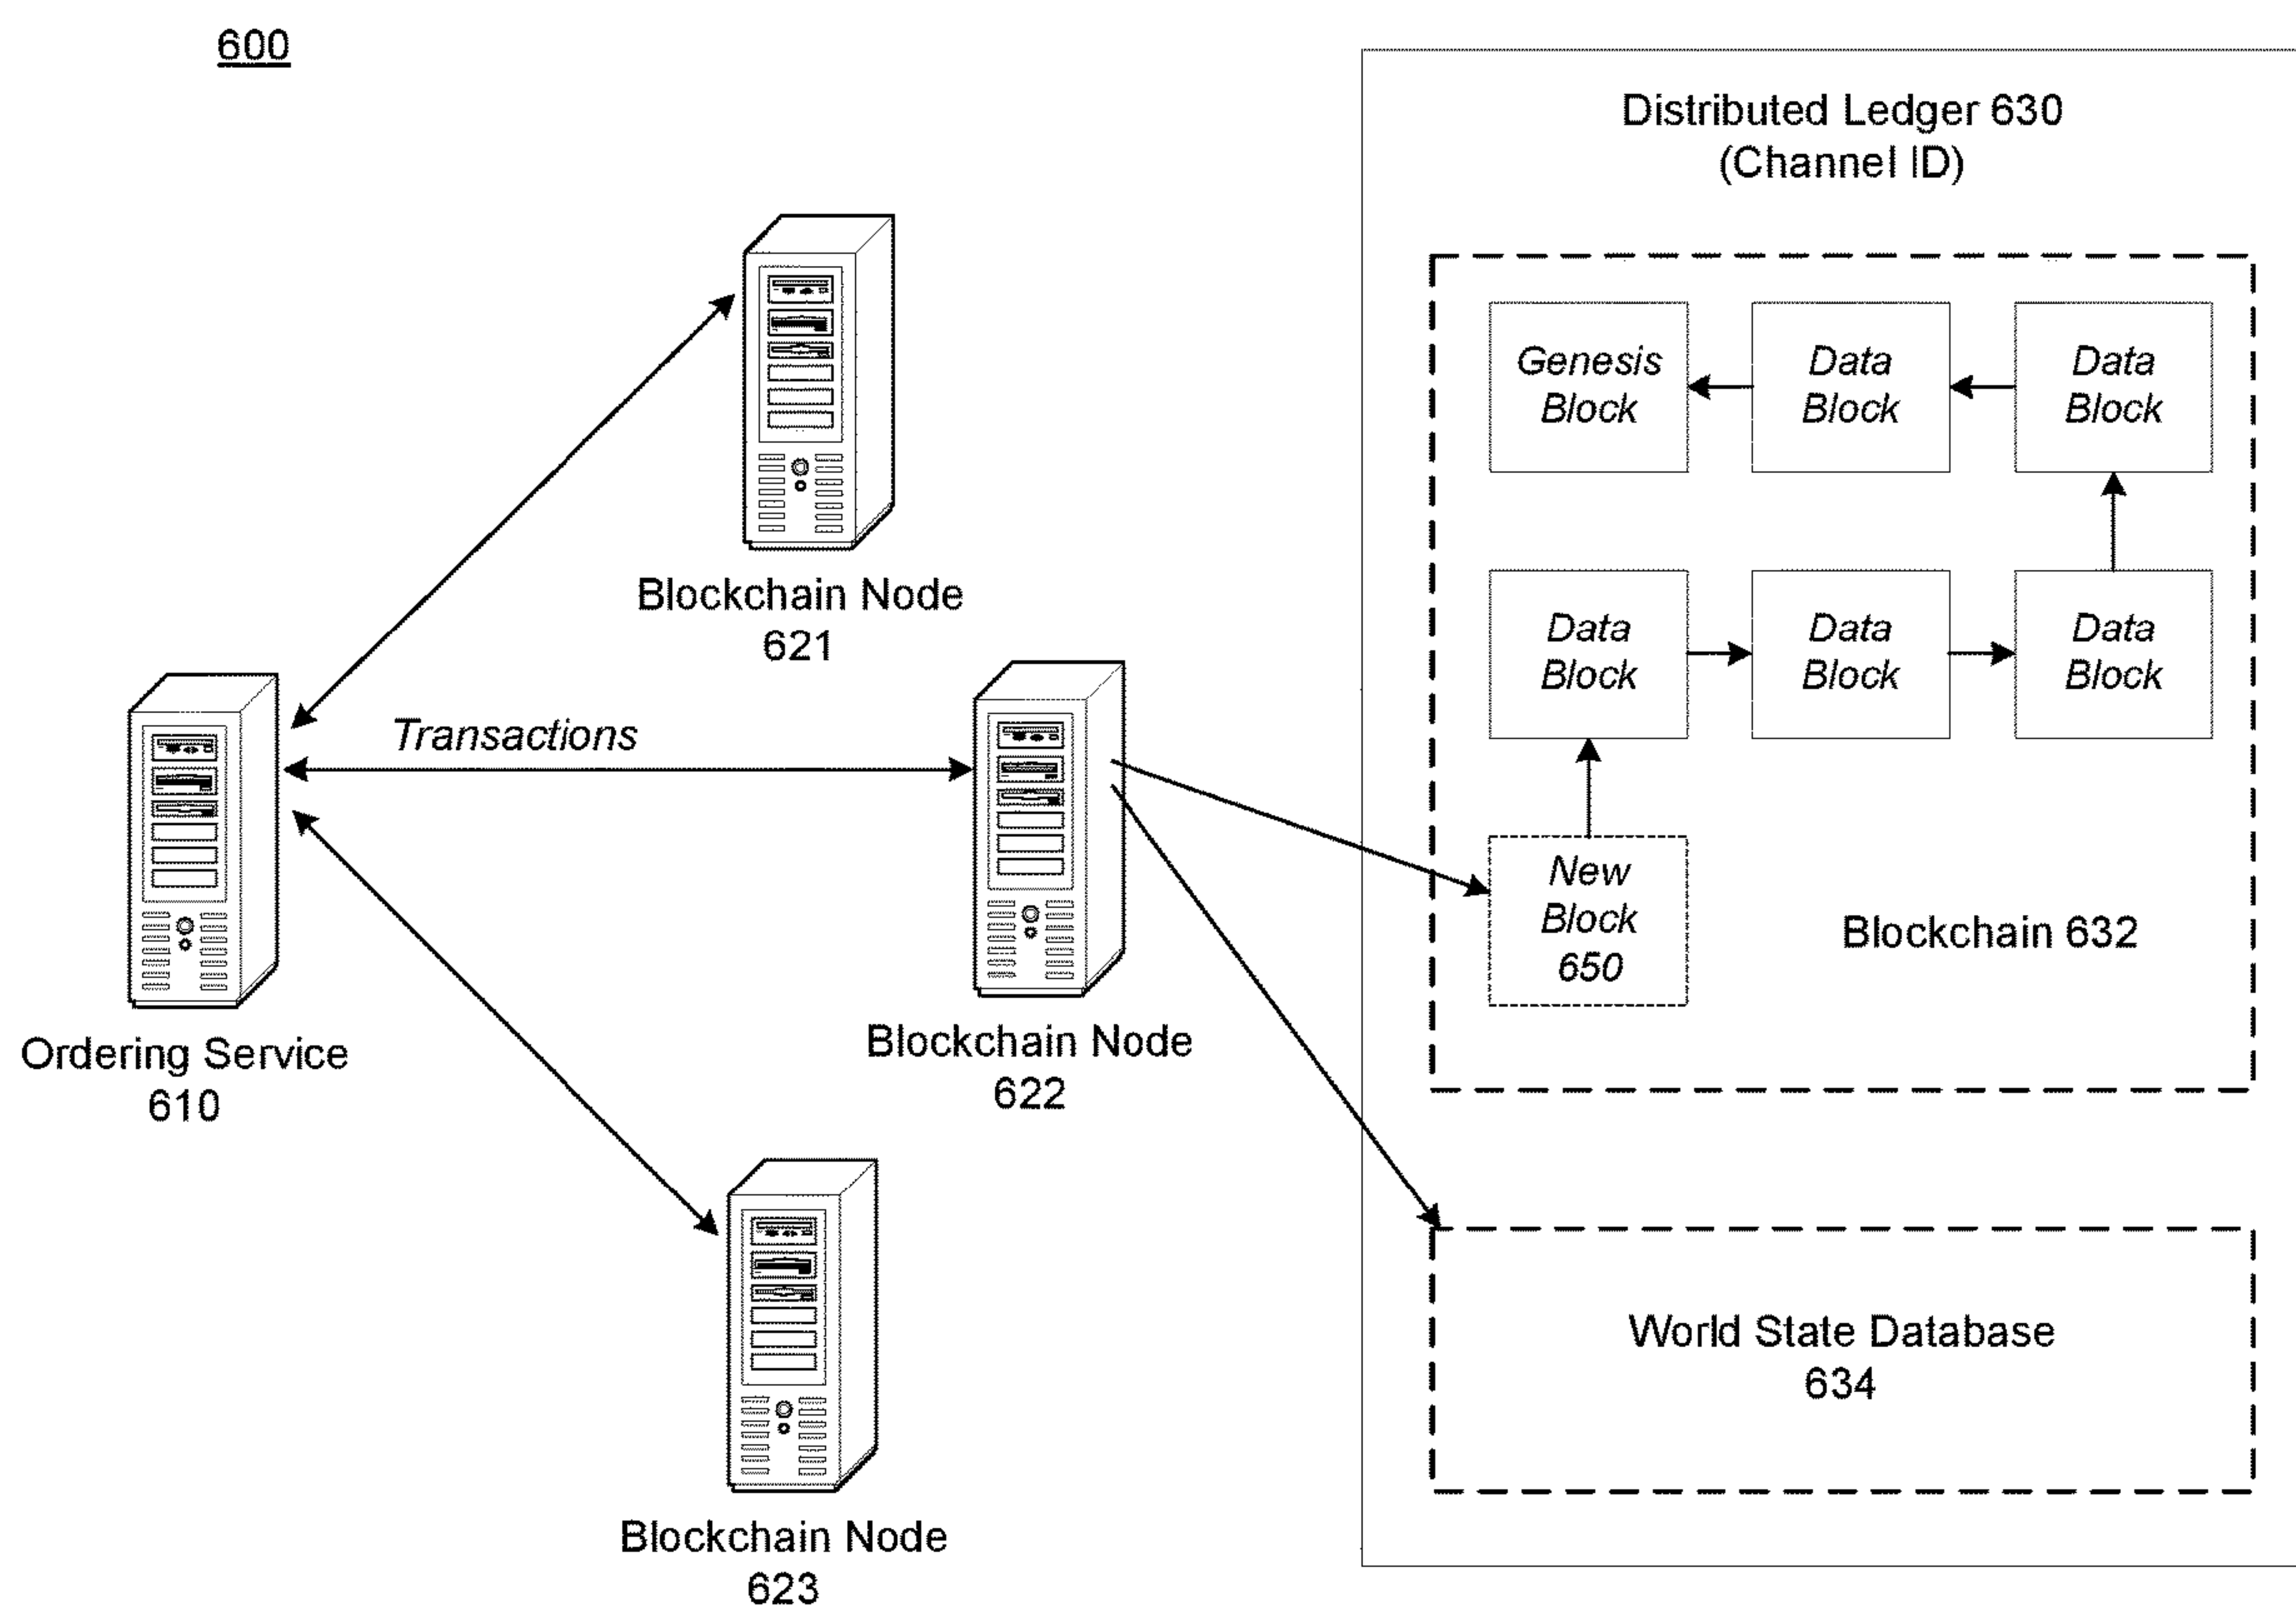 600
Distributed Ledger 630
(Channel ID)
Genesis
Block
Data
Block
Data
Block
Blockchain Node
621
Data
Block
Data
Block
Data
Block
Transactions
New
Block
650
Blockchain 632
Ordering Service
610
Blockchain Node
622
World State Database
634
Blockchain Node
623